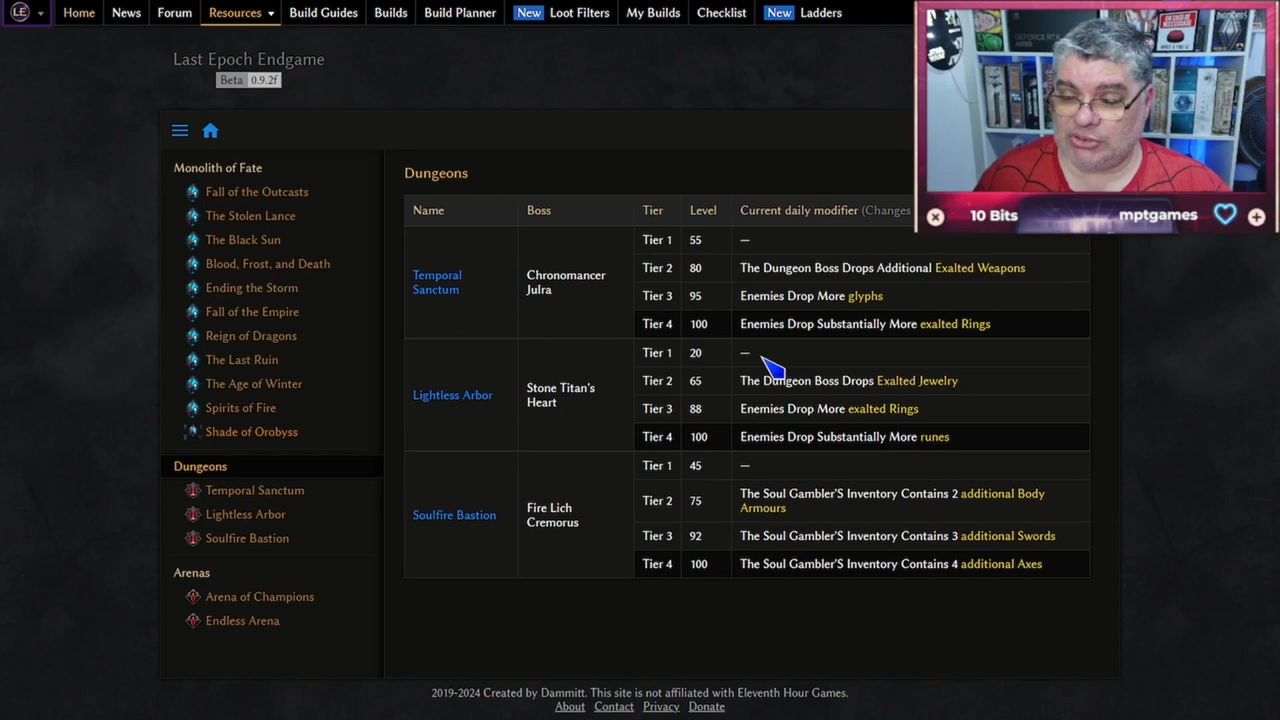 LE Home News Forum Resources Build Guides Builds Build Planner New Loot Filters My Builds Checklist New Ladders
Last Epoch Endgame
Beta 0.9.2f
Monolith of Fate
Fall of the Outcasts
The Stolen Lance
The Black Sun
Blood, Frost, and Death
Ending the Storm
Fall of the Empire
Reign of Dragons
The Last Ruin
The Age of Winter
Spirits of Fire
Shade of Orobyss
Dungeons
Temporal Sanctum
Lightless Arbor
Soulfire Bastion
Arenas
Arena of Champions
Endless Arena
Dungeons
Name Boss Tier Level Current daily modifier (Changes
Temporal
Sanctum
Chronomancer
Julra
Tier 1 55 —
Tier 2 80 The Dungeon Boss Drops Additional Exalted Weapons
Tier 3 95 Enemies Drop More glyphs
Tier 4 100 Enemies Drop Substantially More exalted Rings
Lightless Arbor
Stone Titan's
Heart
Tier 1 20 —
Tier 2 65 The Dungeon Boss Drops Exalted Jewelry
Tier 3 88 Enemies Drop More exalted Rings
Tier 4 100 Enemies Drop Substantially More runes
Soulfire Bastion
Fire Lich
Cremorus
Tier 1 45 —
Tier 2 75 The Soul Gambler'S Inventory Contains 2 additional Body
Armours
Tier 3 92 The Soul Gambler'S Inventory Contains 3 additional Swords
Tier 4 100 The Soul Gambler'S Inventory Contains 4 additional Axes
10 Bits mptgames
2019-2024 Created by Dammitt. This site is not affiliated with Eleventh Hour Games.
About Contact Privacy Donate